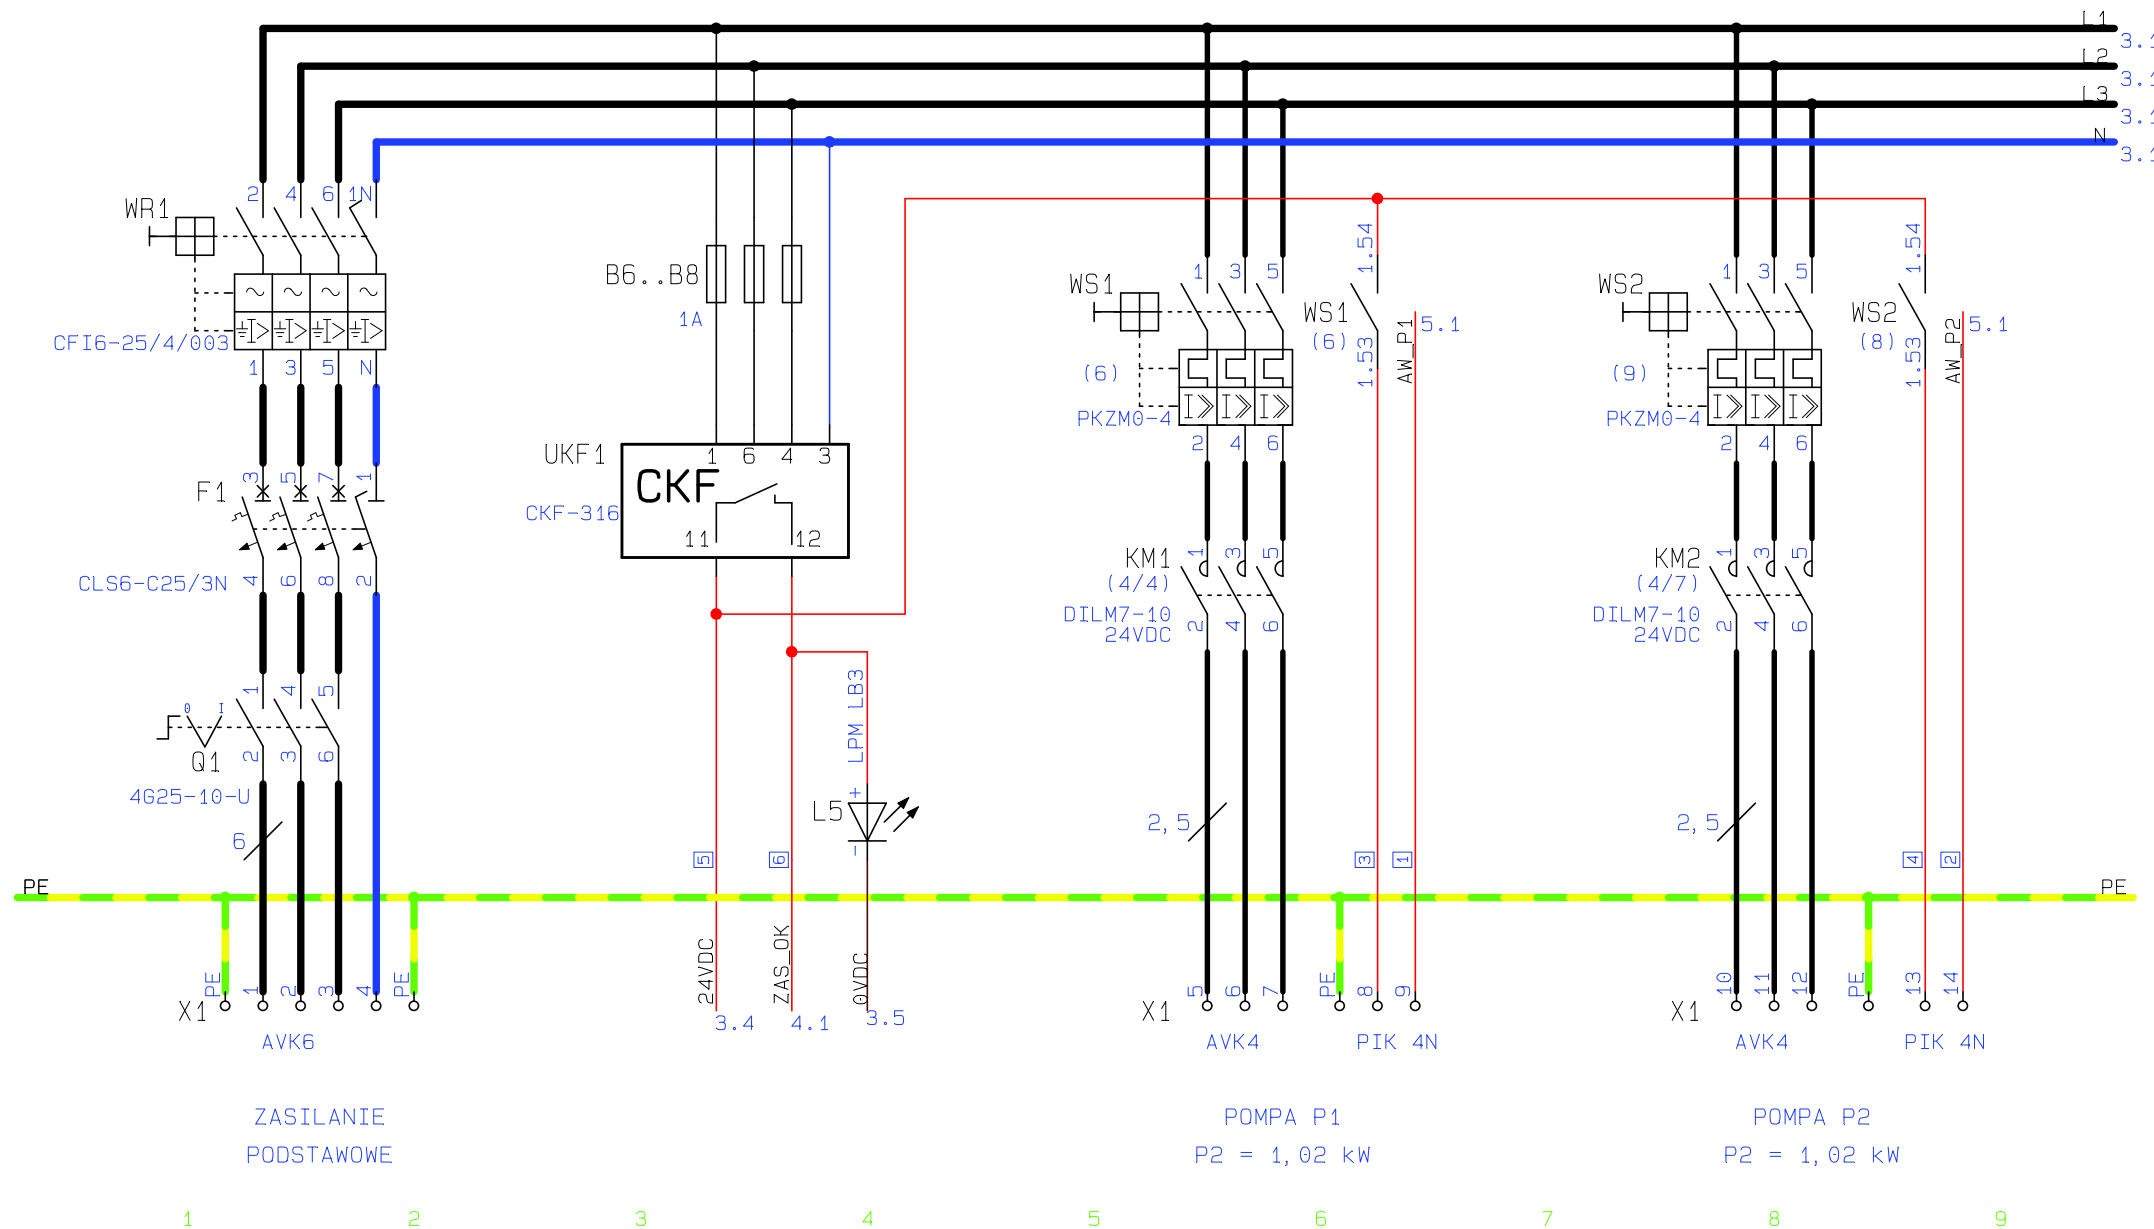 L1
3.1
L2
3.1
L3
3.1
N
3.1
2 4 6 1N
WR1
CFI6-25/4/003
1 3 5 N
B6..B8
1A
WS1
1 3 5
1.54
WS1
(6)
1.53
AW_P1
5.1
(6)
PKZM0-4
2 4 6
WS2
1 3 5
1.54
WS2
(8)
1.53
AW_P2
5.1
(9)
PKZM0-4
2 4 6
UKF1
1 6 4 3
CKF
CKF-316
11 12
3 5 7 1
F1
CLS6-C25/3N
4 6 8 2
KM1
1 3 5
(4/4)
DILM7-10
24VDC
2 4 6
KM2
1 3 5
(4/7)
DILM7-10
24VDC
2 4 6
1 4 5
0 I
Q1
2 3 6
4G25-10-U
6
LPM LB3
+
L5
-
2,5
2,5
5 6
3 1
4 2
PE
PE
24VDC
ZAS_OK
0VDC
3.4
4.1
3.5
X1
PE 1 2 3 4 PE
AVK6
X1
5 6 7 PE 8 9
AVK4
PIK 4N
X1
10 11 12 PE 13 14
AVK4
PIK 4N
ZASILANIE
PODSTAWOWE
POMPA P1
P2 = 1,02 kW
POMPA P2
P2 = 1,02 kW
1 2 3 4 5 6 7 8 9